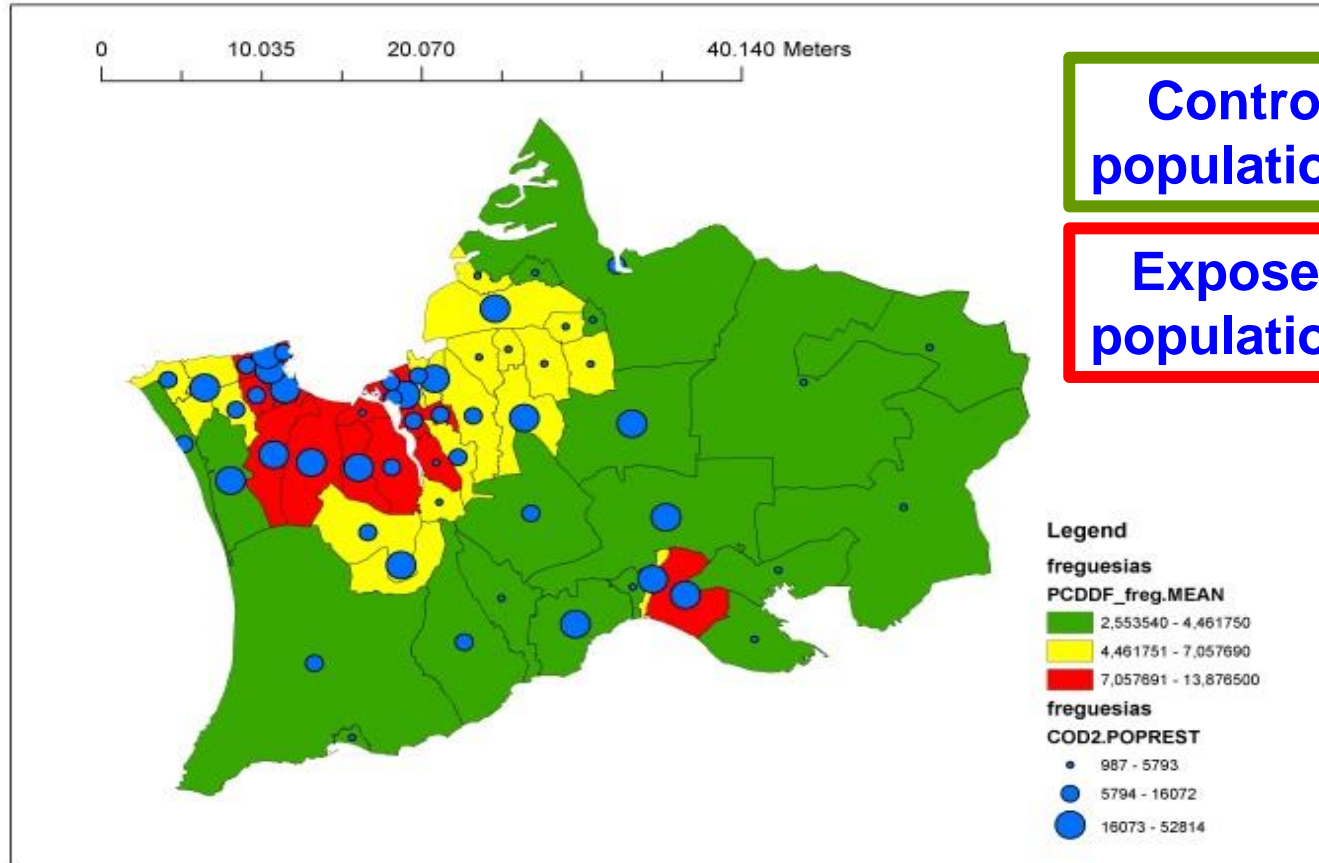 0 10.035 20.070 40.140 Meters
Contro
populatio
Expose
populatio
Legend
freguesias
PCDDF_freg.MEAN
2,553540 - 4,461750
4,461751 - 7,057690
7,057691 - 13,876500
freguesias
COD2.POPREST
987 - 5793
5794 - 16072
16073 - 52814